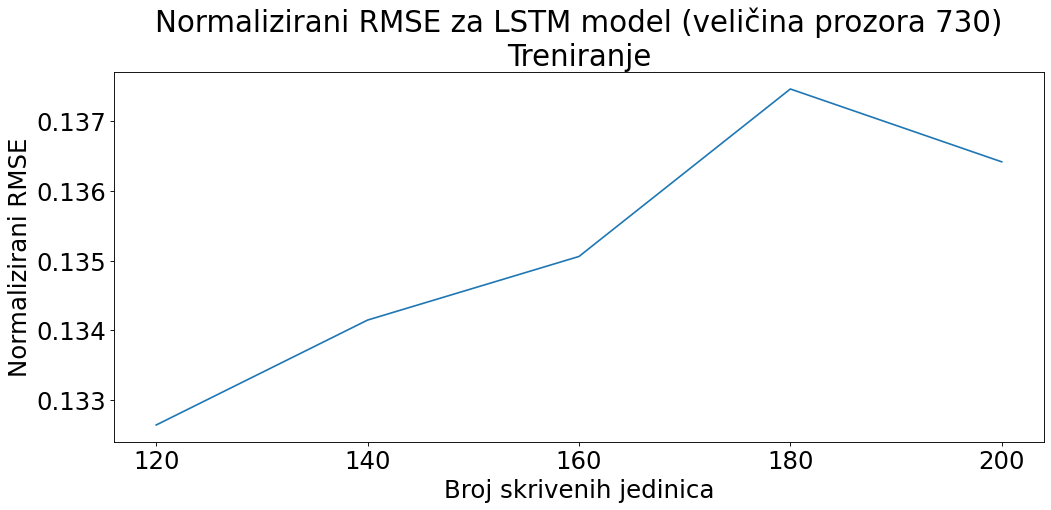 Normalizirani RMSE za LSTM model (veličina prozora 730)
Treniranje
Normalizirani RMSE
0.137
0.136
0.135
0.134
0.133
120 140 160 180 200
Broj skrivenih jedinica